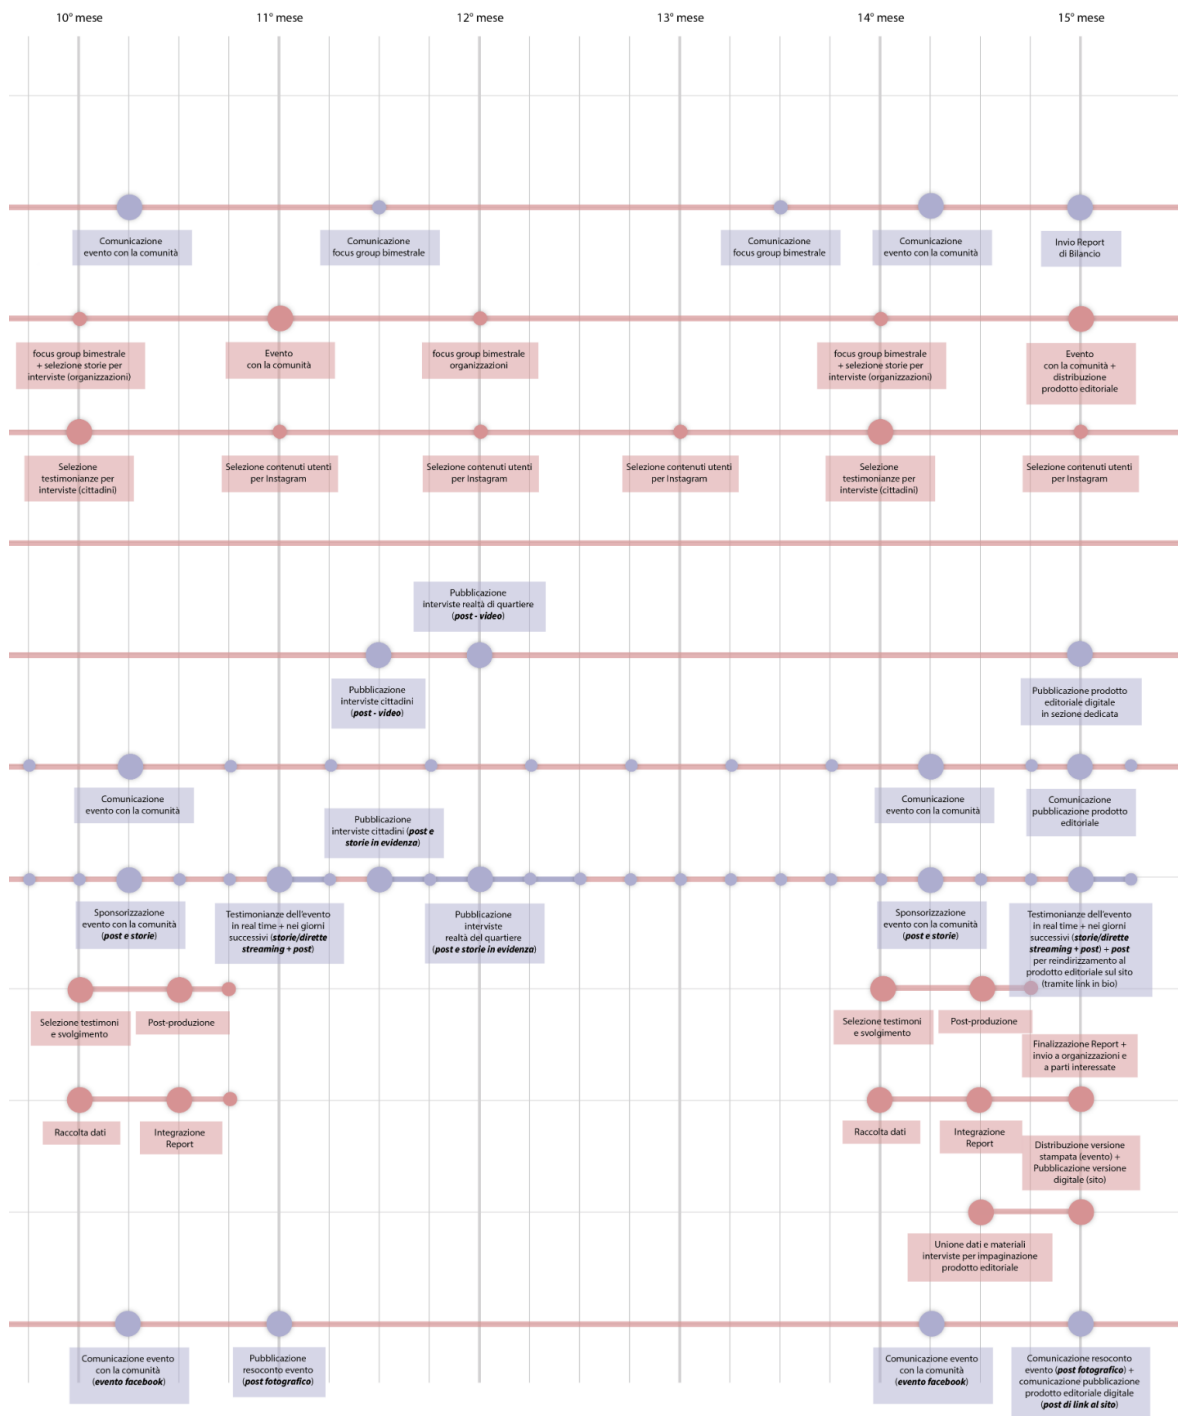 10° mese
11° mese
12° mese
13° mese
14° mese
15° mese
Comunicazione
evento con la comunità
Comunicazione
focus group bimestrale
Comunicazione
focus group bimestrale
Comunicazione
evento con la comunità
Invio Report
di Bilancio
focus group bimestrale
+ selezione storie per
interviste (organizzazioni)
Evento
con la comunità
focus group bimestrale
organizzazioni
focus group bimestrale
+ selezione storie per
interviste (organizzazioni)
Evento
con la comunità +
distribuzione
prodotto editoriale
Selezione
testimonianze per
interviste (cittadini)
Selezione contenuti utenti
per Instagram
Selezione contenuti utenti
per Instagram
Selezione contenuti utenti
per Instagram
Selezione
testimonianze per
interviste (cittadini)
Selezione contenuti utenti
per Instagram
Pubblicazione
interviste realtà di quartiere
(post - video)
Pubblicazione
interviste cittadini
(post - video)
Pubblicazione prodotto
editoriale digitale
in sezione dedicata
Comunicazione
evento con la comunità
Comunicazione
evento con la comunità
Comunicazione
pubblicazione prodotto
editoriale
Pubblicazione
interviste cittadini (post e
storie in evidenza)
Sponsorizzazione
evento con la comunità
(post e storie)
Testimonianze dell'evento
in real time + nei giorni
successivi (storie/dirette
streaming + post)
Pubblicazione
interviste
realtà del quartiere
(post e storie in evidenza)
Sponsorizzazione
evento con la comunità
(post e storie)
Testimonianze dell'evento
in real time + nei giorni
successivi (storie/dirette
streaming + post) + post
per reindirizzamento al
prodotto editoriale sul sito
(tramite link in bio)
Selezione testimoni
e svolgimento
Post-produzione
Selezione testimoni
e svolgimento
Post-produzione
Finalizzazione Report +
invio a organizzazioni e
a parti interessate
Raccolta dati
Integrazione
Report
Raccolta dati
Integrazione
Report
Distribuzione versione
stampata (evento) +
Pubblicazione versione
digitale (sito)
Unione dati e materiali
interviste per impaginazione
prodotto editoriale
Comunicazione evento
con la comunità
(evento facebook)
Pubblicazione
resoconto evento
(post fotografico)
Comunicazione evento
con la comunità
(evento facebook)
Comunicazione resoconto
evento (post fotografico) +
comunicazione pubblicazione
prodotto editoriale digitale
(post di link al sito)